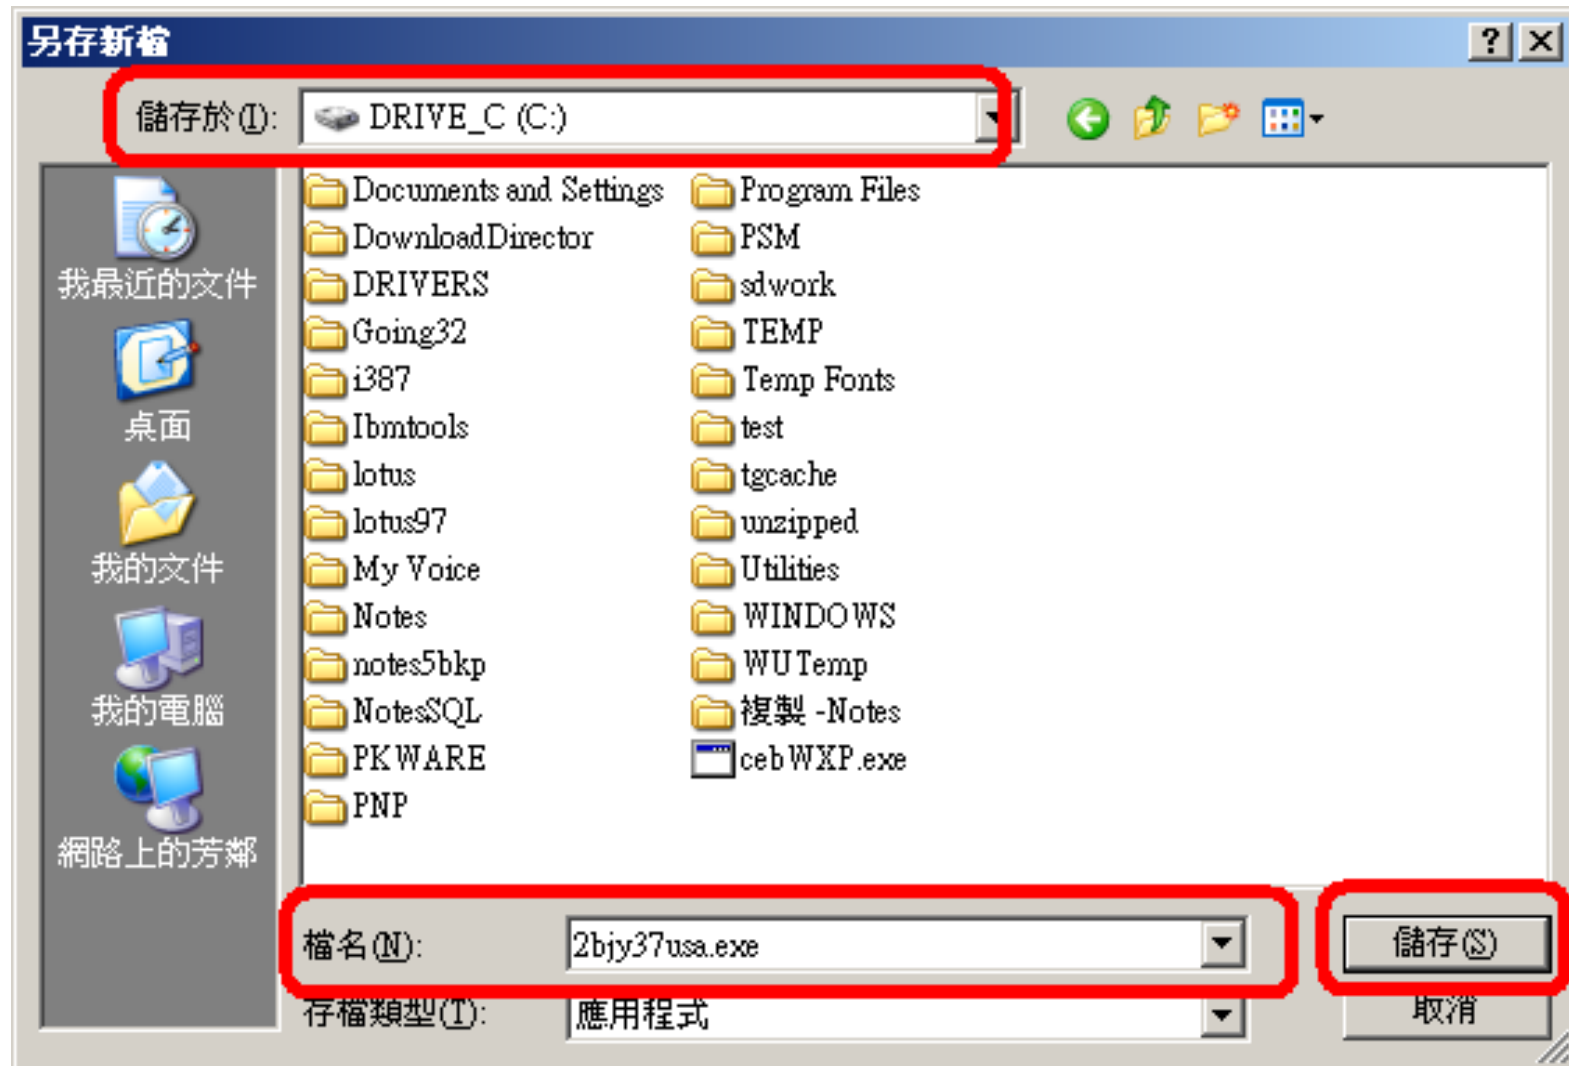 另存新檔
儲存於(I): DRIVE_C (C:)
我最近的文件
桌面
我的文件
我的電腦
網路上的芳鄰
Documents and Settings
DownloadDirector
DRIVERS
Going32
i387
Ibmtools
lotus
lotus97
My Voice
Notes
notes5bkp
NotesSQL
PKWARE
PNP
Program Files
PSM
sdwork
TEMP
Temp Fonts
test
tgcache
unzipped
Utilities
WINDOWS
WUTemp
複製 -Notes
cebWXP.exe
檔名(N): 2bjy37usa.exe 儲存(S)
存檔類型(T): 應用程式 取消